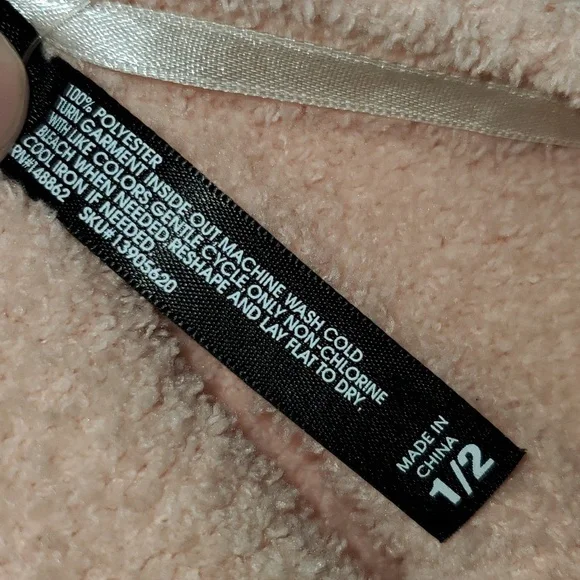 100% POLYESTER
TURN GARMENT INSIDE OUT MACHINE WASH COLD
WITH LIKE COLORS GENTLE CYCLE ONLY NON-CHLORINE
BLEACH WHEN NEEDED RESHAPE AND LAY FLAT TO DRY.
COOL IRON IF NEEDED
RN#148862 SKU#13985620
MADE IN
CHINA
1/2